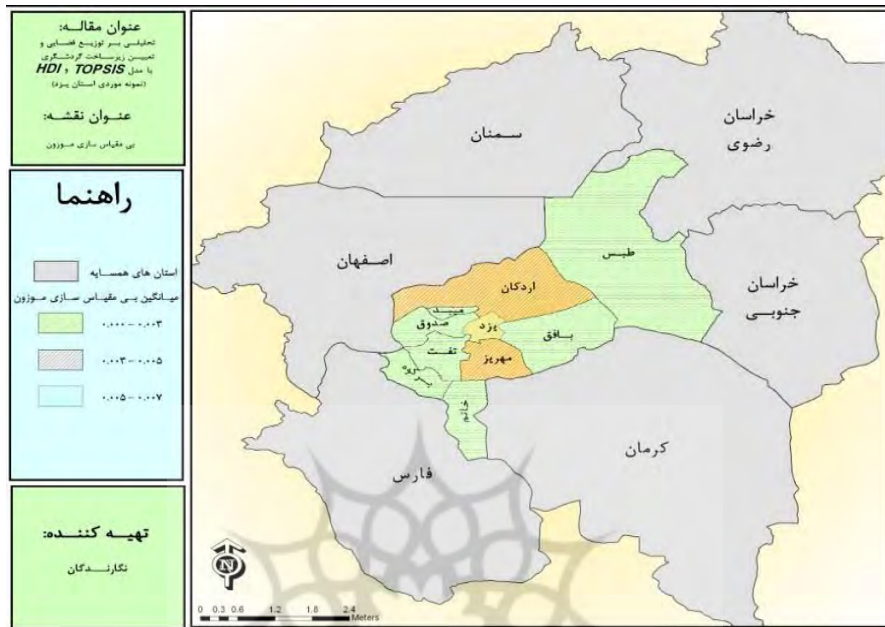 عنوان مقاله:
تحلیلی بر توزیع فضایی و
تعیین زیرساخت گردشگری
با مدل TOPSIS و HDI
(نمونه موردی استان یزد)
عنوان نقشه:
بی مقیاس سازی موزون
راهنما
استان های همسایه
میانگین بی مقیاس سازی موزون
۰.۰۰۰ – ۰.۰۰۳
۰.۰۰۳ – ۰.۰۰۵
۰.۰۰۵ – ۰.۰۰۷
تهیه کننده:
نگارندگان
خراسان
رضوی
سمنان
طبس
اصفهان
خراسان
جنوبی
اردکان
میبد
صدوق
یزد
بافق
تفت
مهریز
ابرکوه
خاتم
کرمان
فارس
N
0 0.3 0.6 1.2 1.8 2.4
Meters